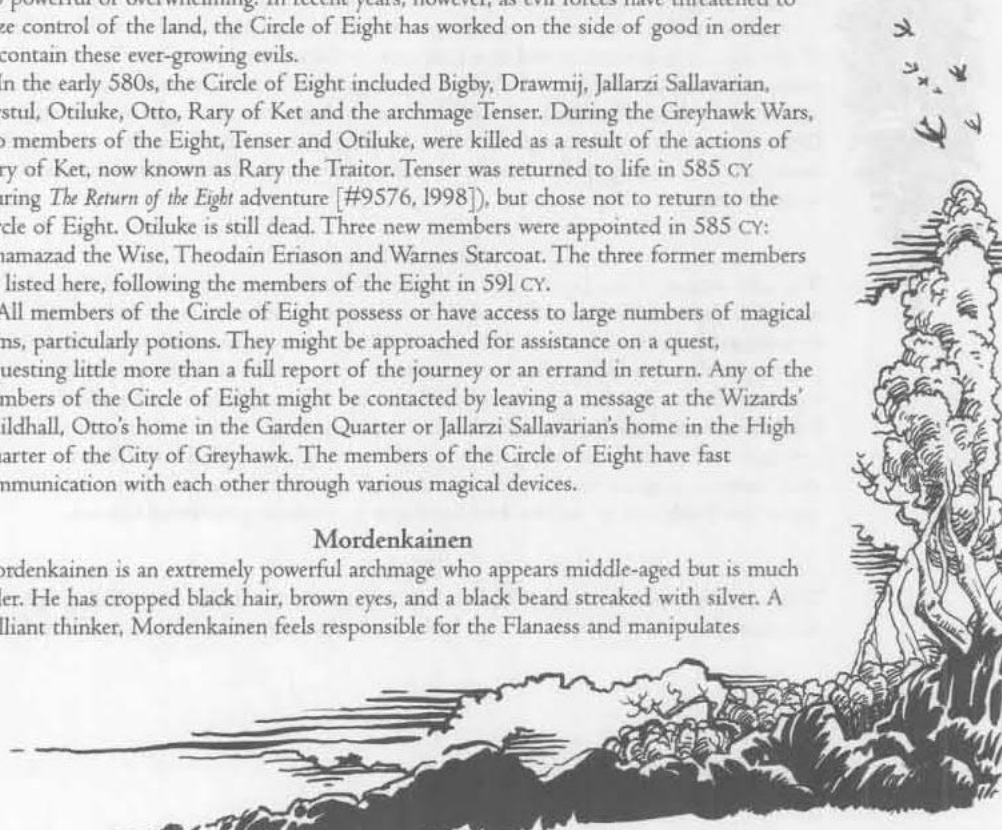 powerful or overwhelming. In recent years, however, as evil forces have threatened to
ze control of the land, the Circle of Eight has worked on the side of good in order
contain these ever-growing evils.
In the early 580s, the Circle of Eight included Bigby, Drawmij, Jallarzi Sallavarian,
ystul, Otiluke, Otto, Rary of Ket and the archmage Tenser. During the Greyhawk Wars,
o members of the Eight, Tenser and Otiluke, were killed as a result of the actions of
ry of Ket, now known as Rary the Traitor. Tenser was returned to life in 585 CY
uring The Return of the Eight adventure [#9576, 1998]), but chose not to return to the
rcle of Eight. Otiluke is still dead. Three new members were appointed in 585 CY:
hamazad the Wise, Theodain Eriason and Warnes Starcoat. The three former members
listed here, following the members of the Eight in 591 CY.
All members of the Circle of Eight possess or have access to large numbers of magical
ms, particularly potions. They might be approached for assistance on a quest,
uesting little more than a full report of the journey or an errand in return. Any of the
mbers of the Circle of Eight might be contacted by leaving a message at the Wizards'
ildhall, Otto's home in the Garden Quarter or Jallarzi Sallavarian's home in the High
uarter of the City of Greyhawk. The members of the Circle of Eight have fast
mmunication with each other through various magical devices.
Mordenkainen
ordenkainen is an extremely powerful archmage who appears middle-aged but is much
der. He has cropped black hair, brown eyes, and a black beard streaked with silver. A
lliant thinker, Mordenkainen feels responsible for the Flanaess and manipulates